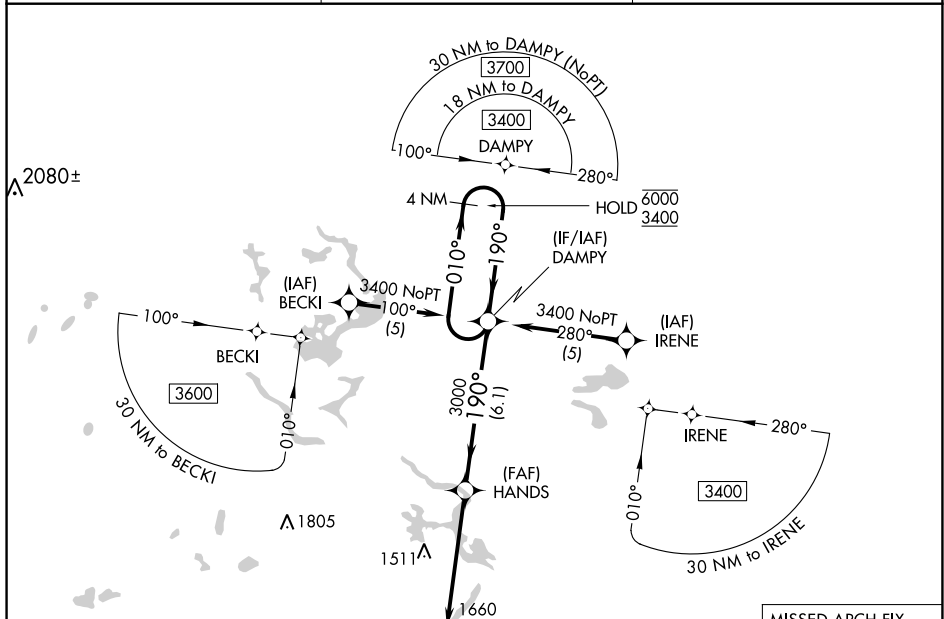 30 NM to DAMPY (NoPT)
3700
18 NM to DAMPY
3400
DAMPY
100°
280°
2080±
4 NM
HOLD 6000
3400
010°
190°
(IF/IAF)
DAMPY
(IAF)
BECKI
3400 NoPT
100°
(5)
3400 NoPT
280°
(5)
(IAF)
IRENE
100°
BECKI
3600
010°
30 NM to BECKI
3000
190°
(6.1)
IRENE
280°
3400
010°
30 NM to IRENE
(FAF)
HANDS
1805
1511
1660
MISSED APCH FLY